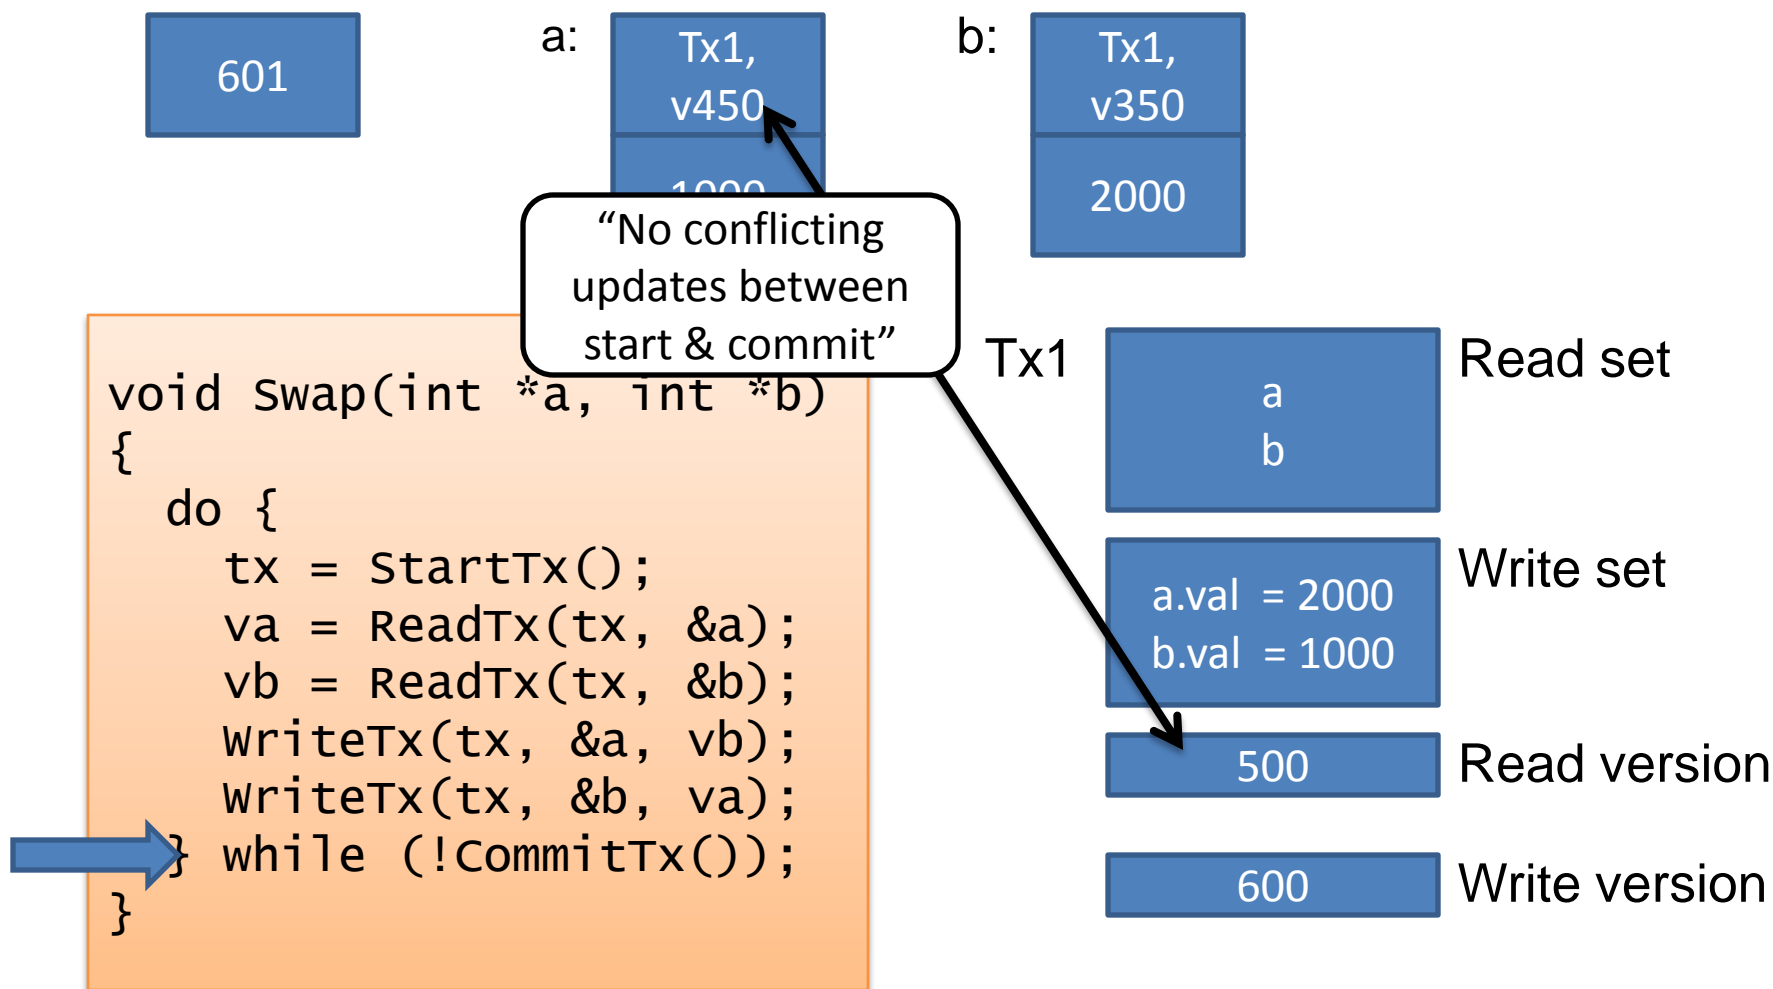 601
a:
Tx1,
v450
1000
b:
Tx1,
v350
2000
“No conflicting
updates between
start & commit”
void Swap(int *a, int *b)
{
do {
tx = StartTx();
va = ReadTx(tx, &a);
vb = ReadTx(tx, &b);
WriteTx(tx, &a, vb);
WriteTx(tx, &b, va);
} while (!CommitTx());
}
Tx1
a
b
Read set
a.val = 2000
b.val = 1000
Write set
500
Read version
600
Write version